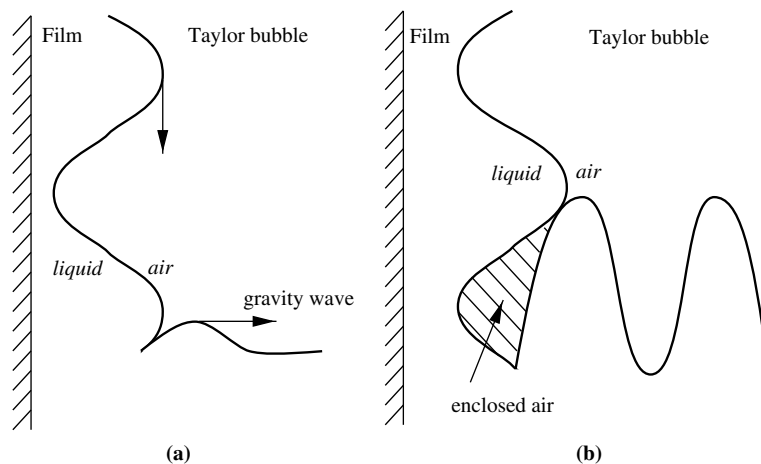 Film
Taylor bubble
liquid
air
gravity wave
(a)
Film
Taylor bubble
liquid
air
enclosed air
(b)